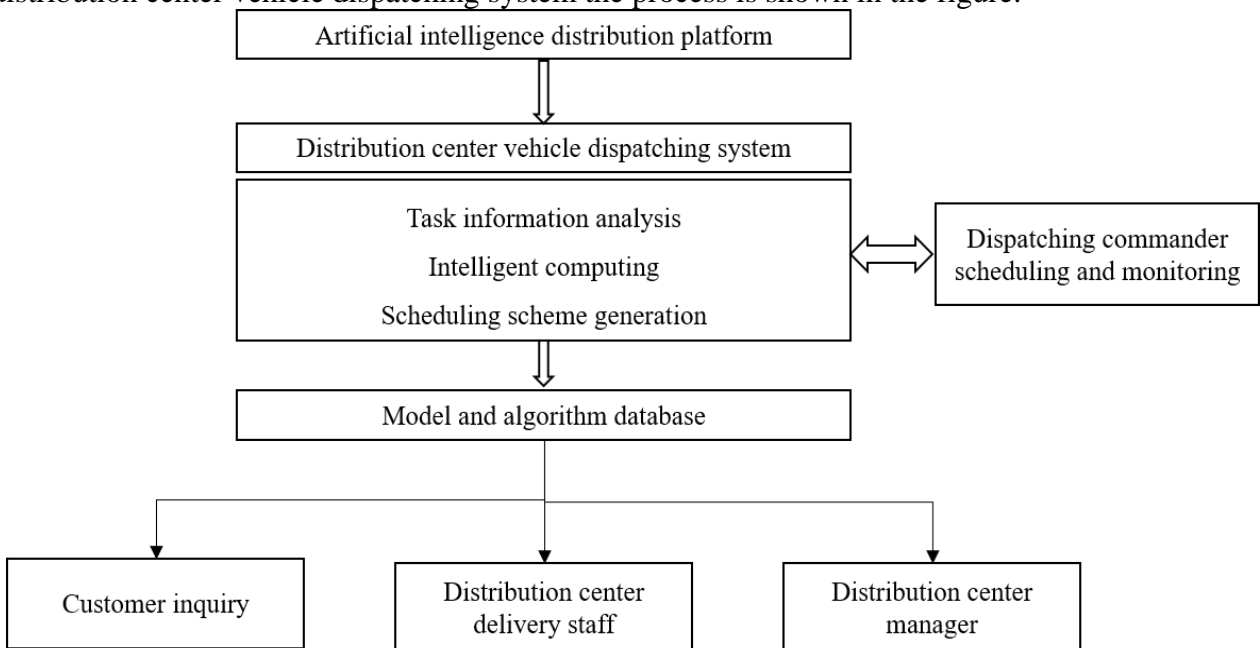 distribution center vehicle dispatching system the process is shown in the figure.
Artificial intelligence distribution platform
Distribution center vehicle dispatching system
Task information analysis
Intelligent computing
Scheduling scheme generation
Dispatching commander
scheduling and monitoring
Model and algorithm database
Customer inquiry
Distribution center
delivery staff
Distribution center
manager